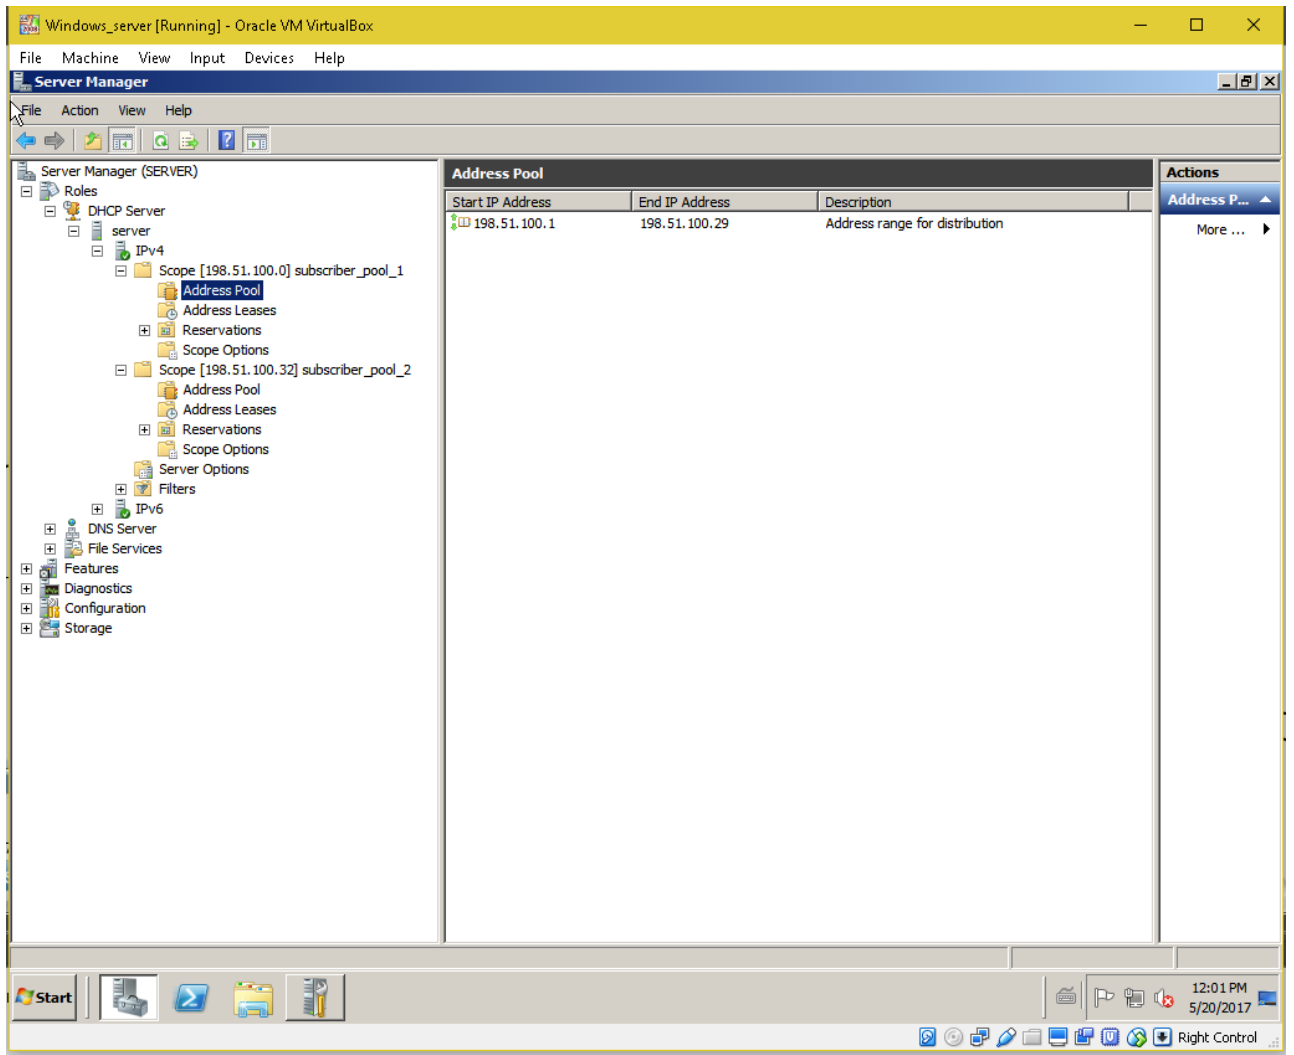 Windows_server [Running] - Oracle VM VirtualBox
File Machine View Input Devices Help
Server Manager
File Action View Help
Server Manager (SERVER)
Roles
DHCP Server
server
IPv4
Scope [198.51.100.0] subscriber_pool_1
Address Pool
Address Leases
Reservations
Scope Options
Scope [198.51.100.32] subscriber_pool_2
Address Pool
Address Leases
Reservations
Scope Options
Server Options
Filters
IPv6
DNS Server
File Services
Features
Diagnostics
Configuration
Storage
Address Pool
Start IP Address End IP Address Description
198.51.100.1 198.51.100.29 Address range for distribution
Actions
Address P...
More ...
Start
12:01 PM
5/20/2017
Right Control